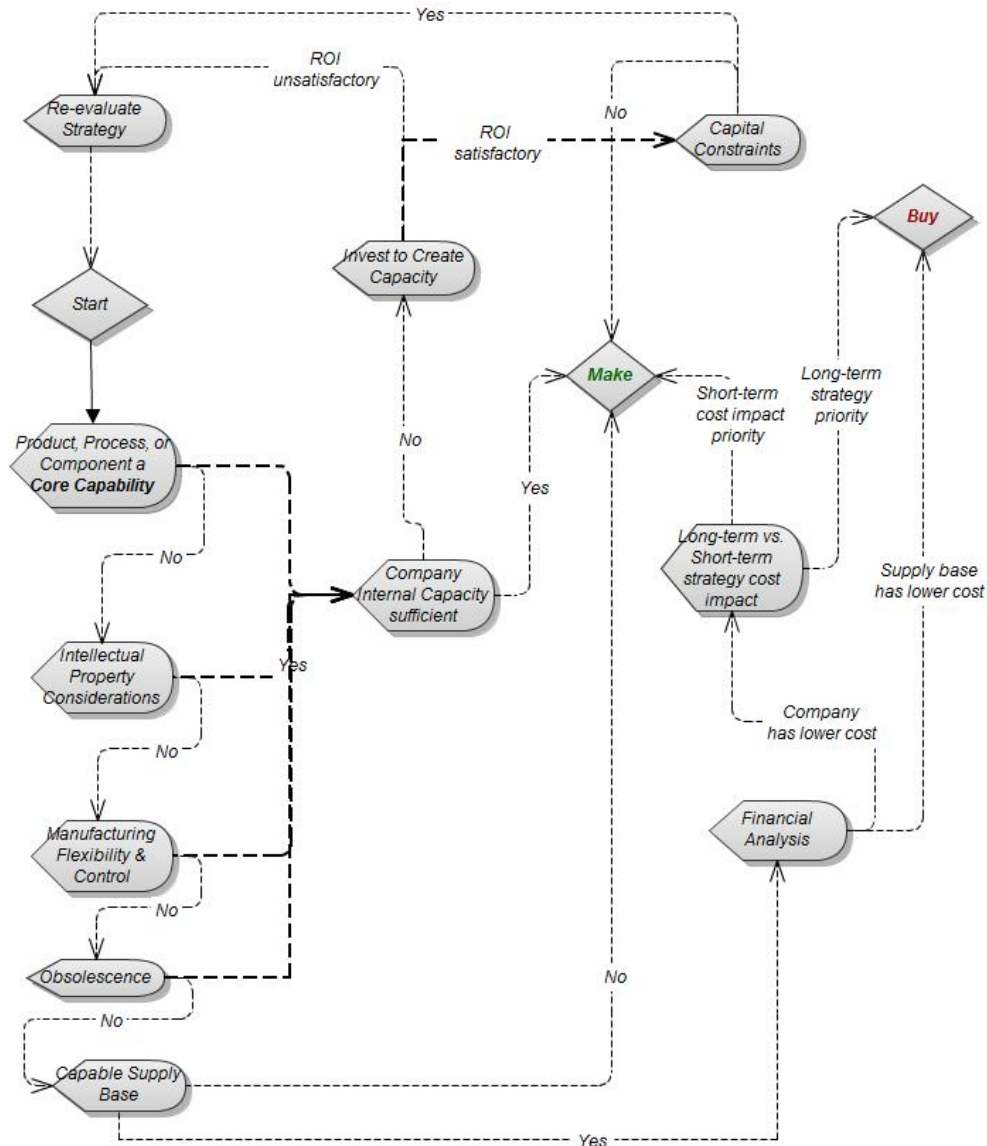 Yes
ROI
unsatisfactory
Re-evaluate
Strategy
No
ROI
satisfactory
Capital
Constraints
Buy
Invest to Create
Capacity
Start
Make
Short-term
cost impact
priority
Long-term
strategy
priority
Product, Process, or
Component a
Core Capability
No
Yes
No
Company
Internal Capacity
sufficient
Long-term vs.
Short-term
strategy cost
impact
Supply base
has lower cost
Intellectual
Property
Considerations
Yes
No
Company
has lower cost
Manufacturing
Flexibility &
Control
Financial
Analysis
No
Obsolescence
No
No
Capable Supply
Base
Yes